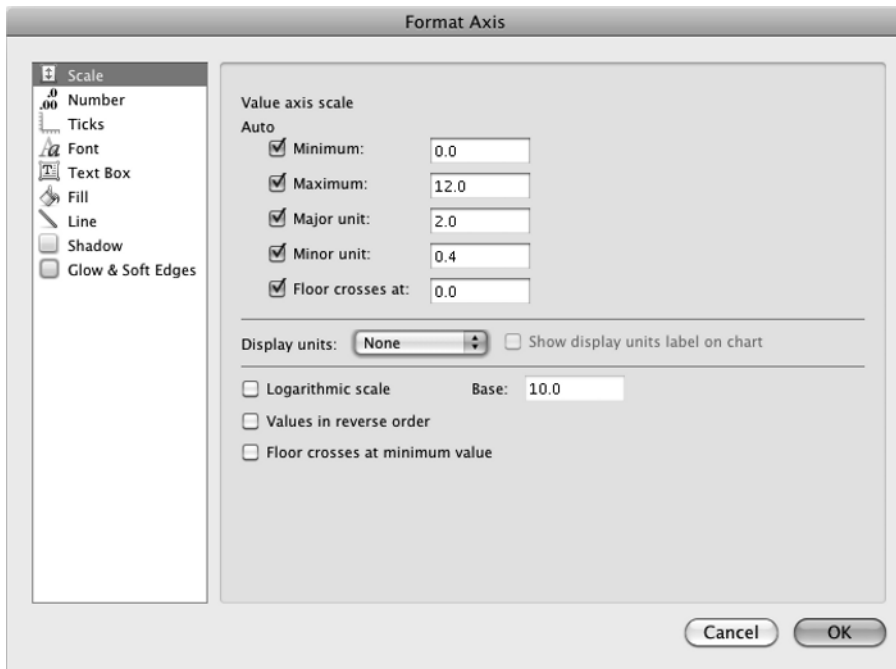 Format Axis
Scale
.0
.00 Number
Ticks
Font
Text Box
Fill
Line
Shadow
Glow & Soft Edges
Value axis scale
Auto
Minimum: 0.0
Maximum: 12.0
Major unit: 2.0
Minor unit: 0.4
Floor crosses at: 0.0
Display units: None Show display units label on chart
Logarithmic scale Base: 10.0
Values in reverse order
Floor crosses at minimum value
Cancel OK